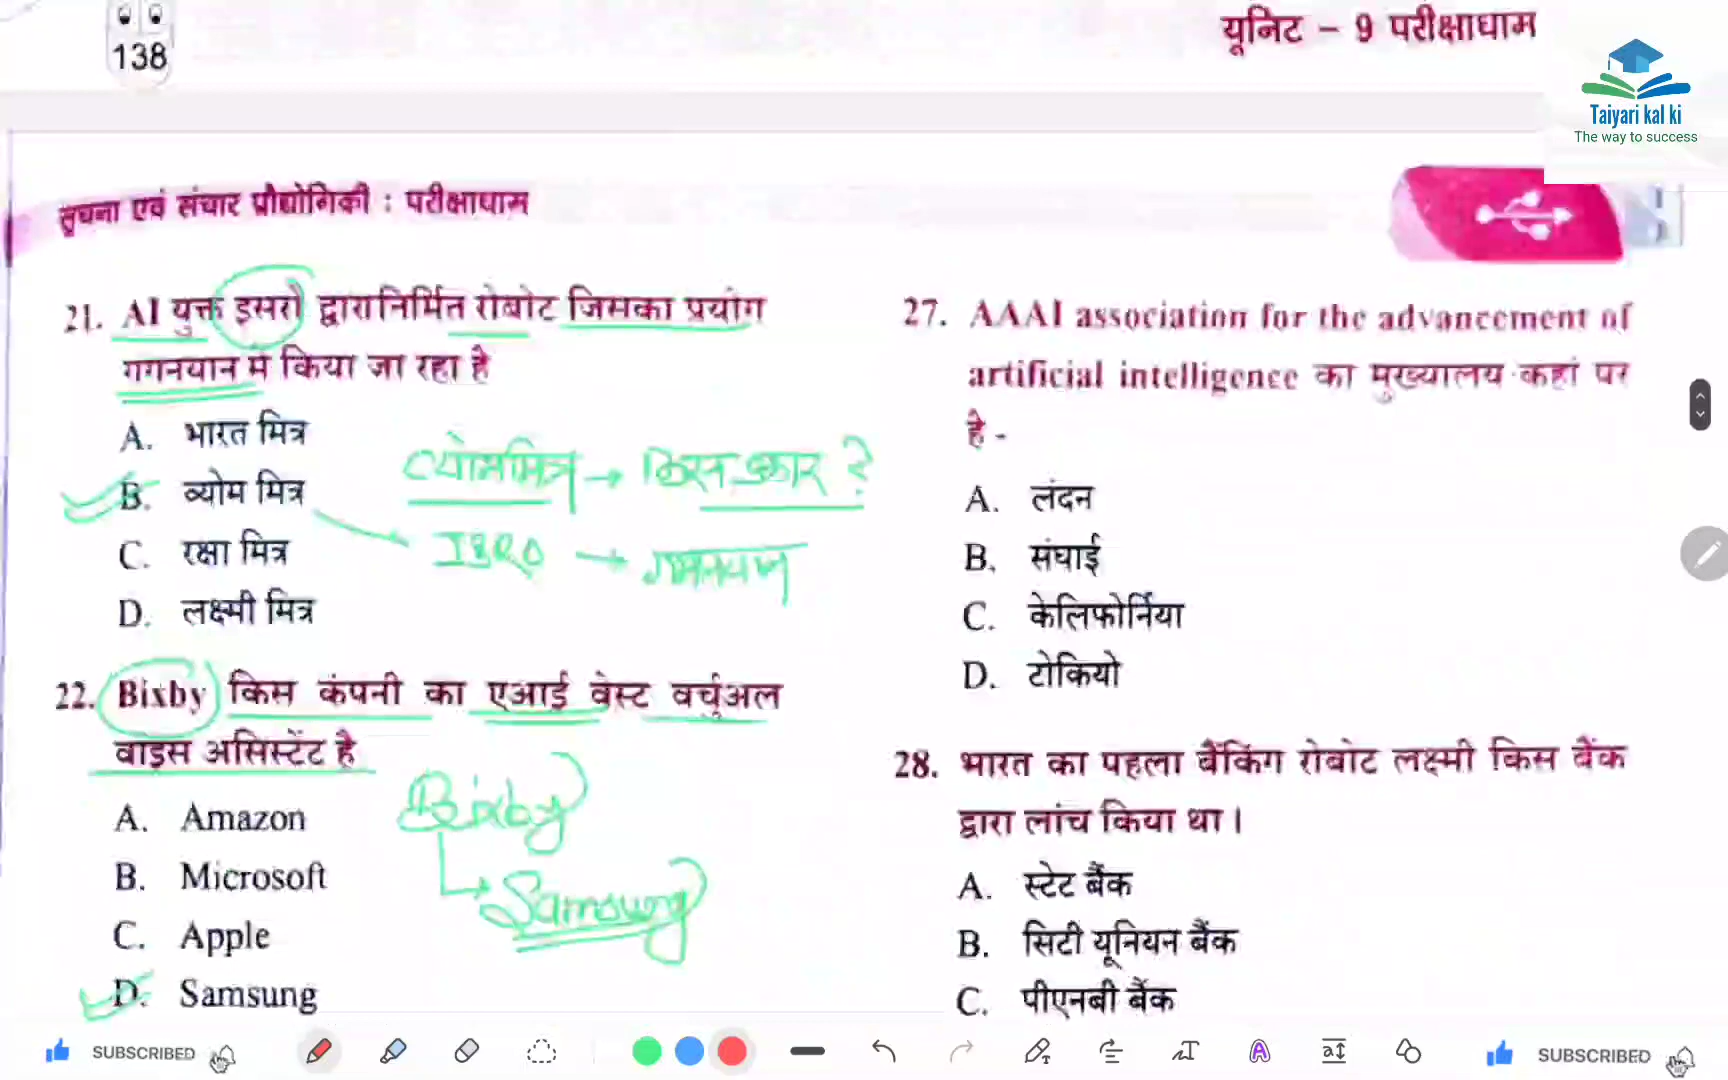 138
यूनिट – 9 परीक्षाधाम
Taiyari kal ki
The way to success
सूचना एवं संचार प्रौद्योगिकी : परीक्षाधाम
21. AI युक्त इसरो द्वारानिर्मित रोबोट जिसका प्रयोग
गगनयान में किया जा रहा है
A. भारत मित्र
B. व्योम मित्र
C. रक्षा मित्र
D. लक्ष्मी मित्र
व्योममित्र → किस प्रकार ?
ISRO → गगनयान
22. Bixby किस कंपनी का एआई वेस्ट वर्चुअल
वाइस असिस्टेंट है
A. Amazon
B. Microsoft
C. Apple
D. Samsung
Bixby
Samsung
27. AAAI association for the advancement of
artificial intelligence का मुख्यालय कहां पर
है -
A. लंदन
B. संघाई
C. केलिफोर्निया
D. टोकियो
28. भारत का पहला बैंकिंग रोबोट लक्ष्मी किस बैंक
द्वारा लांच किया था।
A. स्टेट बैंक
B. सिटी यूनियन बैंक
C. पीएनबी बैंक
SUBSCRIBED
SUBSCRIBED